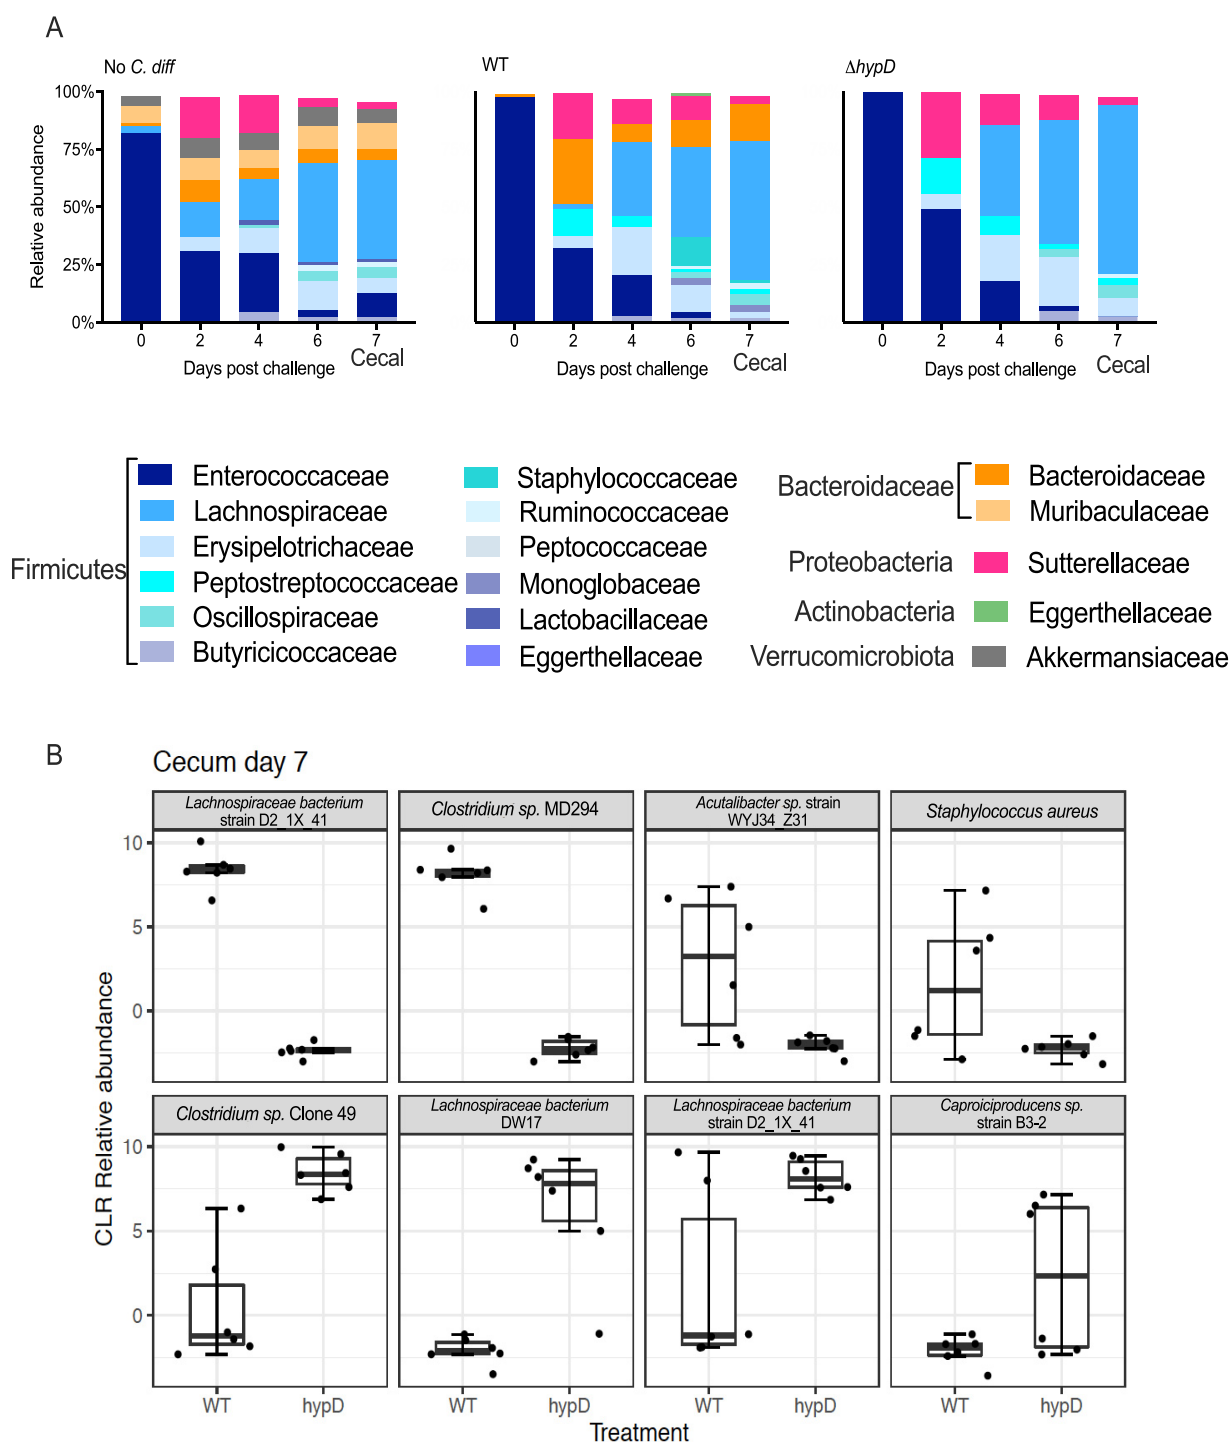 A
No C. diff
WT
ΔhypD
Relative abundance
100%
75%
50%
25%
0%
0 2 4 6 7
Days post challenge
Cecal
0 2 4 6 7
Days post challenge
Cecal
0 2 4 6 7
Days post challenge
Cecal
Firmicutes
Enterococcaceae
Lachnospiraceae
Erysipelotrichaceae
Peptostreptococcaceae
Oscillospiraceae
Butyricicoccaceae
Staphylococcaceae
Ruminococcaceae
Peptococcaceae
Monoglobaceae
Lactobacillaceae
Eggerthellaceae
Bacteroidaceae
Bacteroidaceae
Muribaculaceae
Proteobacteria
Sutterellaceae
Actinobacteria
Eggerthellaceae
Verrucomicrobiota
Akkermansiaceae
B
Cecum day 7
CLR Relative abundance
Lachnospiraceae bacterium
strain D2_1X_41
Clostridium sp. MD294
Acutalibacter sp. strain
WYJ34_Z31
Staphylococcus aureus
10
5
0
Clostridium sp. Clone 49
Lachnospiraceae bacterium
DW17
Lachnospiraceae bacterium
strain D2_1X_41
Caproiciproducens sp.
strain B3-2
10
5
0
WT hypD
WT hypD
WT hypD
WT hypD
Treatment